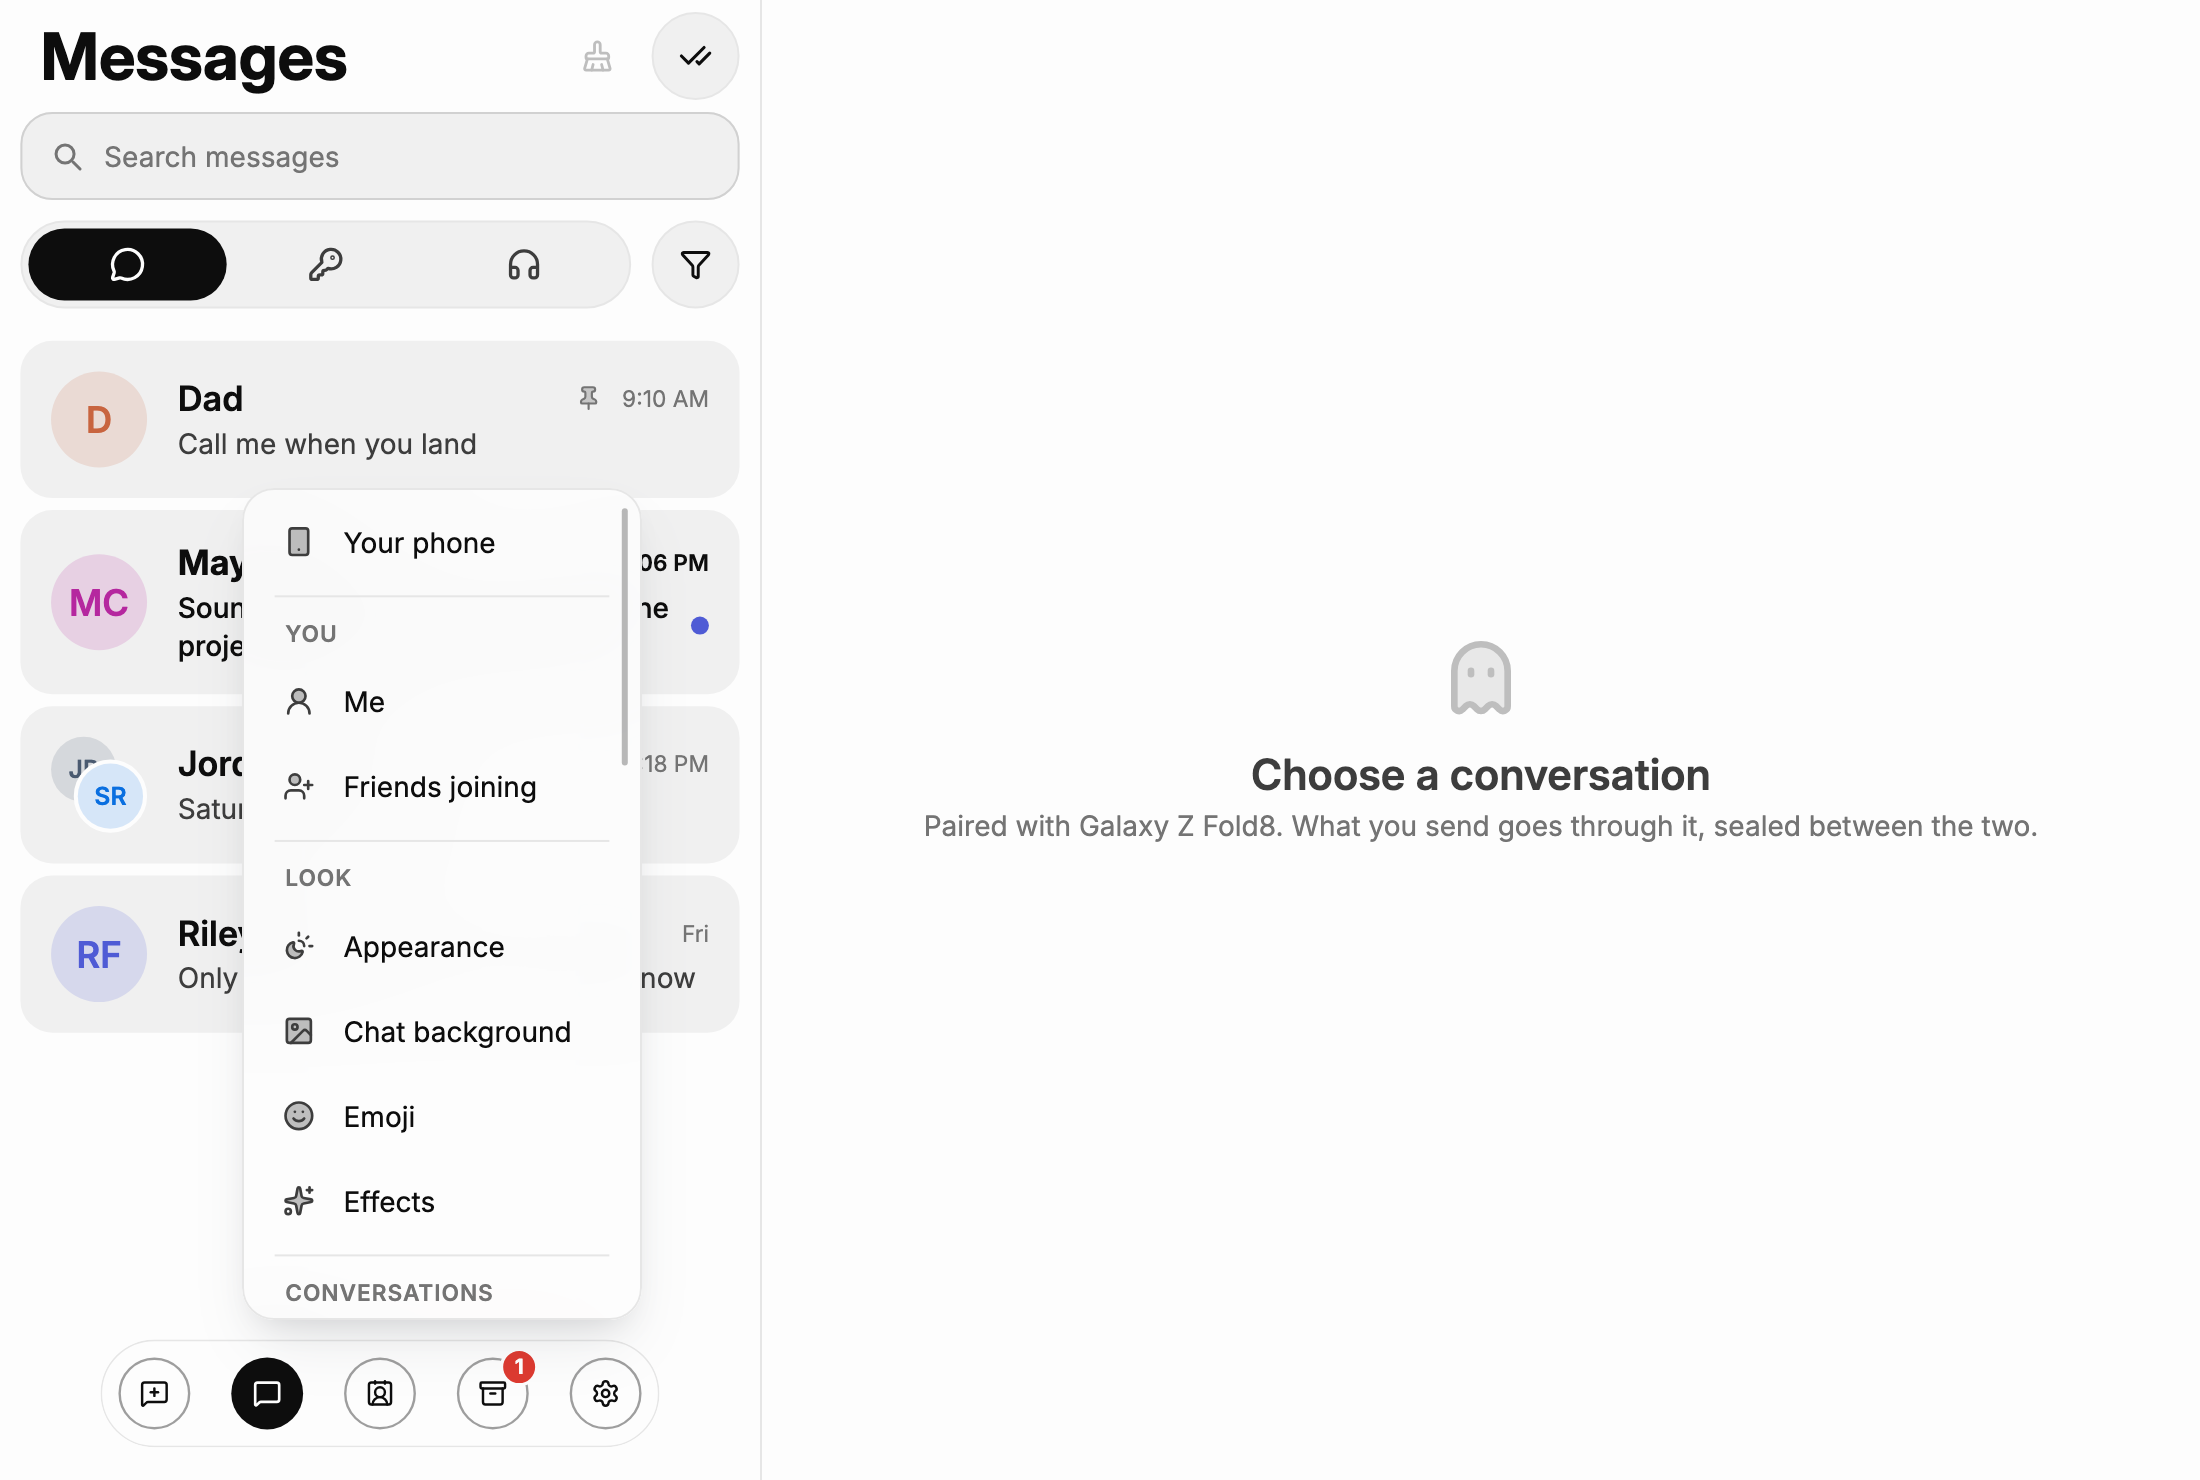 Messages
Search messages
D
Dad
9:10 AM
Call me when you land
MC
May
06 PM
Soun
ne
proje
JR
SR
Jord
:18 PM
Satur
RF
Riley
Fri
Only
now
Your phone
YOU
Me
Friends joining
LOOK
Appearance
Chat background
Emoji
Effects
CONVERSATIONS
1
Choose a conversation
Paired with Galaxy Z Fold8. What you send goes through it, sealed between the two.